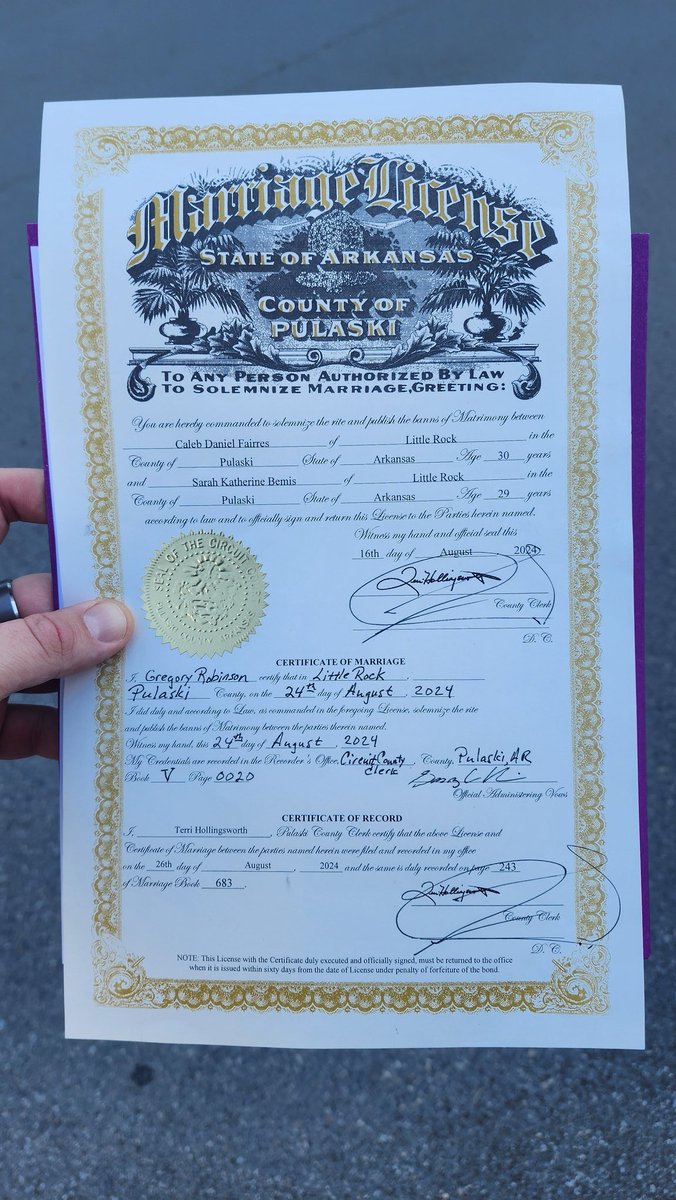 Marriage License
STATE OF ARKANSAS
COUNTY OF
PULASKI
TO ANY PERSON AUTHORIZED BY LAW
TO SOLEMNIZE MARRIAGE, GREETING:
You are hereby commanded to solemnize the rite and publish the banns of Matrimony between
Caleb Daniel Fairres of Little Rock in the
County of Pulaski State of Arkansas Age 30 years
and Sarah Katherine Bemis of Little Rock in the
County of Pulaski State of Arkansas Age 29 years
according to law and to officially sign and return this License to the Parties herein named.
Witness my hand and official seal this
16th day of August 2024
SEAL OF THE CIRCUIT
County Clerk
D. C.
CERTIFICATE OF MARRIAGE
I, Gregory Robinson certify that in Little Rock,
Pulaski County, on the 24th day of August, 2024
I did duly and according to Law, as commanded in the foregoing License, solemnize the rite
and publish the banns of Matrimony between the parties herein named.
Witness my hand, this 24th day of August, 2024
My Credentials are recorded in the Recorder's Office, Circuit County Clerk, County, Pulaski, AR
Book V Page 0020
Official Administering Vows
CERTIFICATE OF RECORD
I, Terri Hollingsworth, Pulaski County Clerk certify that the above License and
Certificate of Marriage between the parties named herein were filed and recorded in my office
on the 26th day of August, 2024 and the same is duly recorded on page 243
of Marriage Book 683.
County Clerk
D. C.
NOTE: This License with the Certificate duly executed and officially signed, must be returned to the office
when it is issued within sixty days from the date of License under penalty of forfeiture of the bond.